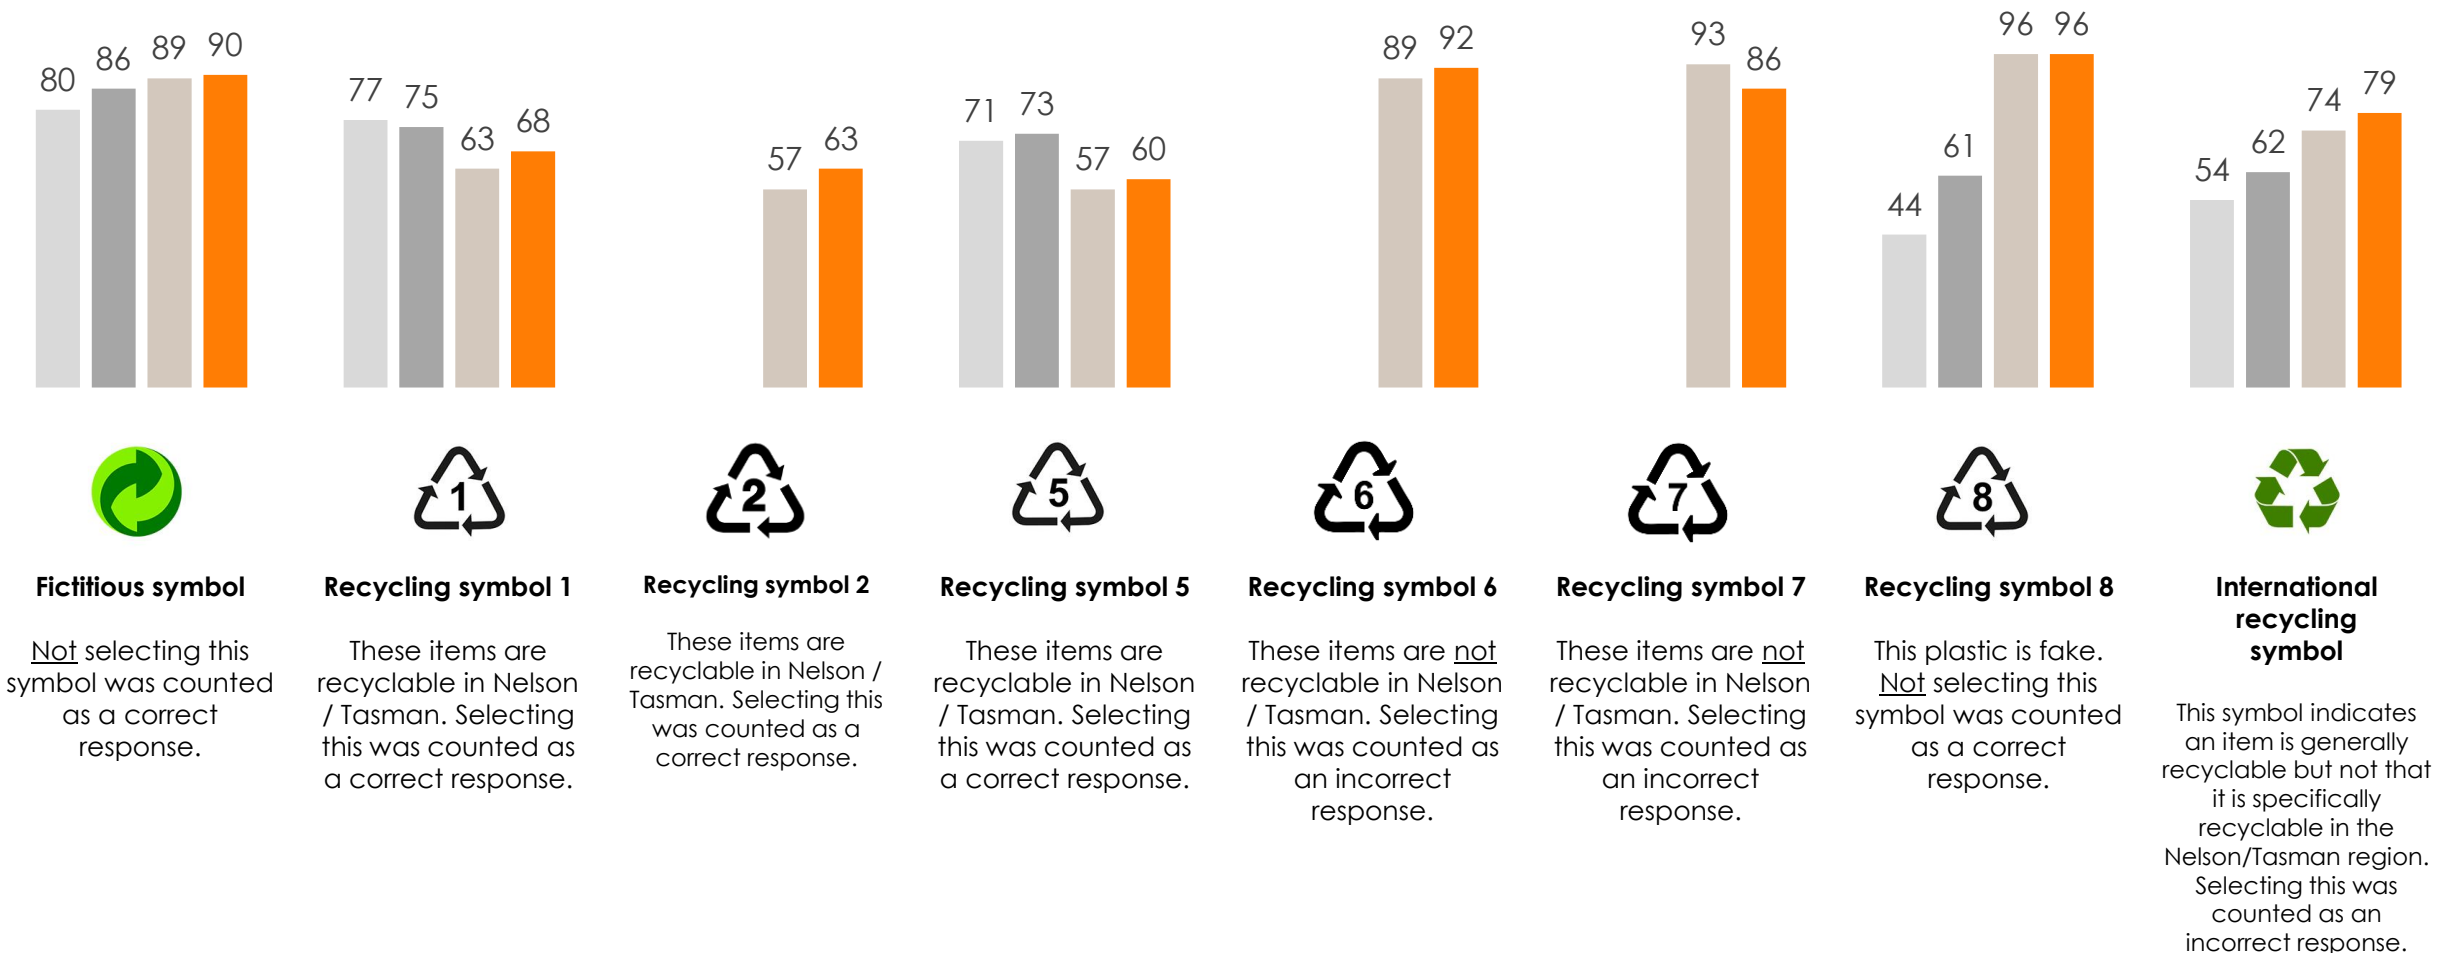 80 86 89 90
77 75 63 68
57 63
71 73 57 60
89 92
93 86
44 61 96 96
54 62 74 79
1
2
5
6
7
8
Fictitious symbol
Not selecting this
symbol was counted
as a correct
response.
Recycling symbol 1
These items are
recyclable in Nelson
/ Tasman. Selecting
this was counted as
a correct response.
Recycling symbol 2
These items are
recyclable in Nelson /
Tasman. Selecting this
was counted as a
correct response.
Recycling symbol 5
These items are
recyclable in Nelson
/ Tasman. Selecting
this was counted as
a correct response.
Recycling symbol 6
These items are not
recyclable in Nelson
/ Tasman. Selecting
this was counted as
an incorrect
response.
Recycling symbol 7
These items are not
recyclable in Nelson
/ Tasman. Selecting
this was counted as
an incorrect
response.
Recycling symbol 8
This plastic is fake.
Not selecting this
symbol was counted
as a correct
response.
International
recycling
symbol
This symbol indicates
an item is generally
recyclable but not that
it is specifically
recyclable in the
Nelson/Tasman region.
Selecting this was
counted as an
incorrect response.